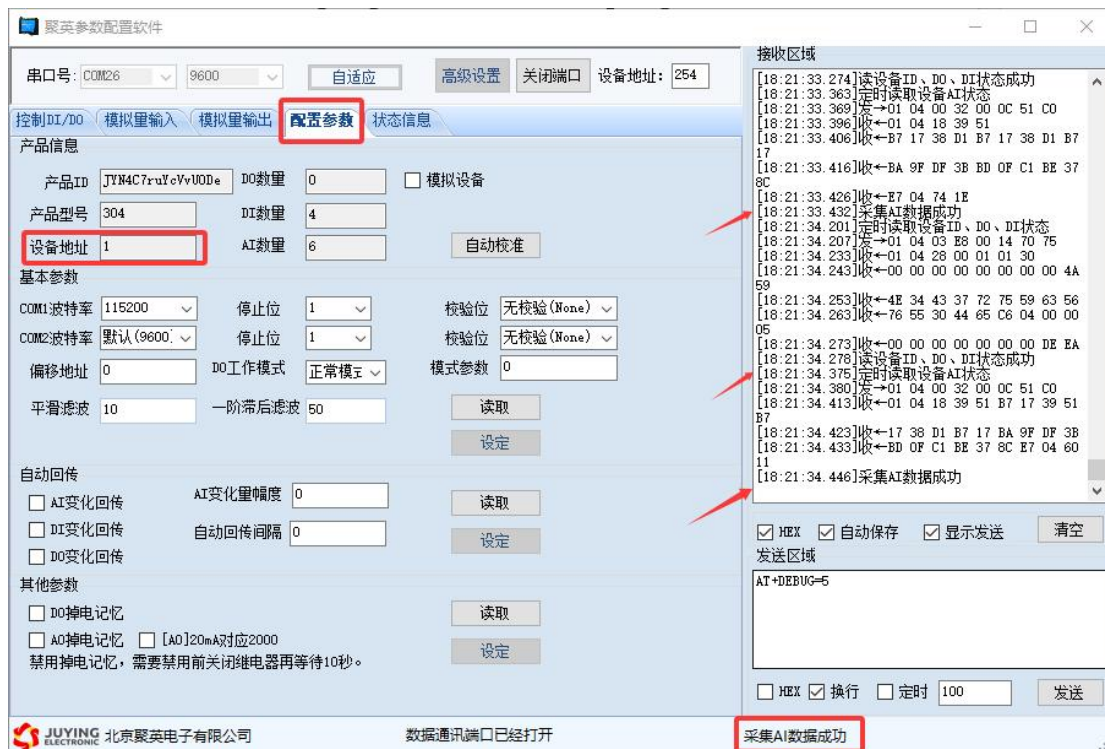 聚英参数配置软件
串口号: COM26 9600 自适应 高级设置 关闭端口 设备地址: 254
控制DI/DO 模拟量输入 模拟量输出 配置参数 状态信息
产品信息
产品ID JYN4C7ruYcVvU0De DO数量 0 模拟设备
产品型号 304 DI数量 4
设备地址 1 AI数量 6 自动校准
基本参数
COM1波特率 115200 停止位 1 校验位 无校验(None)
COM2波特率 默认(9600) 停止位 1 校验位 无校验(None)
偏移地址 0 DO工作模式 正常模式 模式参数 0
平滑滤波 10 一阶滞后滤波 50 读取
设定
自动回传
AI变化回传 AI变化量幅度 0 读取
DI变化回传 自动回传间隔 0 设定
DO变化回传
其他参数
DO掉电记忆 读取
AO掉电记忆 [AO]20mA对应2000 设定
禁用掉电记忆，需要禁用前关闭继电器再等待10秒。
接收区域
[18:21:33.274]读设备ID、DO、DI状态成功
[18:21:33.363]定时读取设备AI状态
[18:21:33.369]发→01 04 00 32 00 0C 51 C0
[18:21:33.396]收←01 04 18 39 51
[18:21:33.406]收←B7 17 38 D1 B7 17 38 D1 B7
17
[18:21:33.416]收←BA 9F DF 3B BD 0F C1 BE 37
8C
[18:21:33.426]收←E7 04 74 1E
[18:21:33.432]采集AI数据成功
[18:21:34.201]定时读取设备ID、DO、DI状态
[18:21:34.207]发→01 04 03 E8 00 14 70 75
[18:21:34.233]收←01 04 28 00 01 01 30
[18:21:34.243]收←00 00 00 00 00 00 00 00 4A
59
[18:21:34.253]收←4E 34 43 37 72 75 59 63 56
[18:21:34.263]收←76 55 30 44 65 C6 04 00 00
05
[18:21:34.273]收←00 00 00 00 00 00 00 DE EA
[18:21:34.278]读设备ID、DO、DI状态成功
[18:21:34.375]定时读取设备AI状态
[18:21:34.380]发→01 04 00 32 00 0C 51 C0
[18:21:34.413]收←01 04 18 39 51 B7 17 39 51
B7
[18:21:34.423]收←17 38 D1 B7 17 BA 9F DF 3B
[18:21:34.433]收←BD 0F C1 BE 37 8C E7 04 60
11
[18:21:34.446]采集AI数据成功
HEX 自动保存 显示发送 清空
发送区域
AT+DEBUG=5
HEX 换行 定时 100 发送
JUYING ELECTRONIC 北京聚英电子有限公司 数据通讯端口已经打开 采集AI数据成功